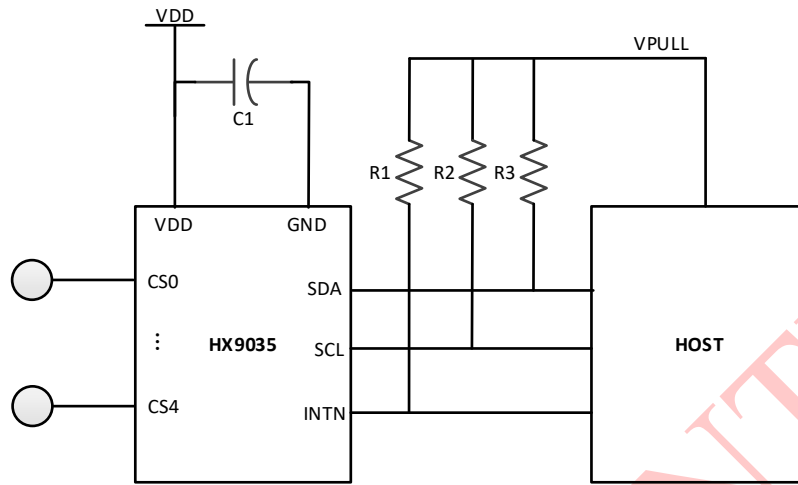 VDD
C1
VPULL
R1
R2
R3
VDD
GND
CS0
SDA
⋮
HX9035
SCL
HOST
CS4
INTN